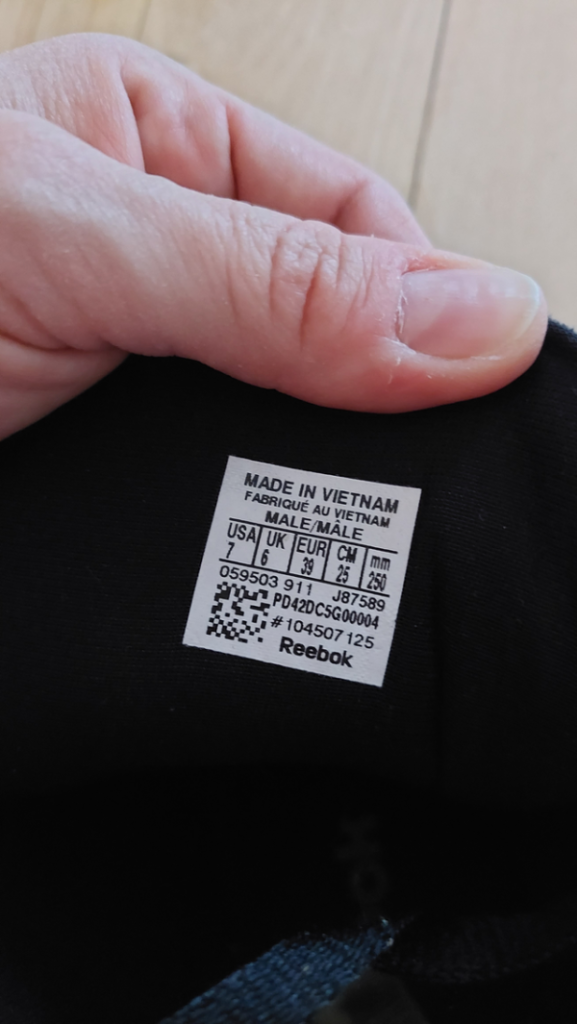 MADE IN VIETNAM
FABRIQUÉ AU VIETNAM
MALE/MÂLE
USA UK EUR CM mm
7 6 39 25 250
059503 911 J87589
PD42DC5G00004
#104507125
Reebok